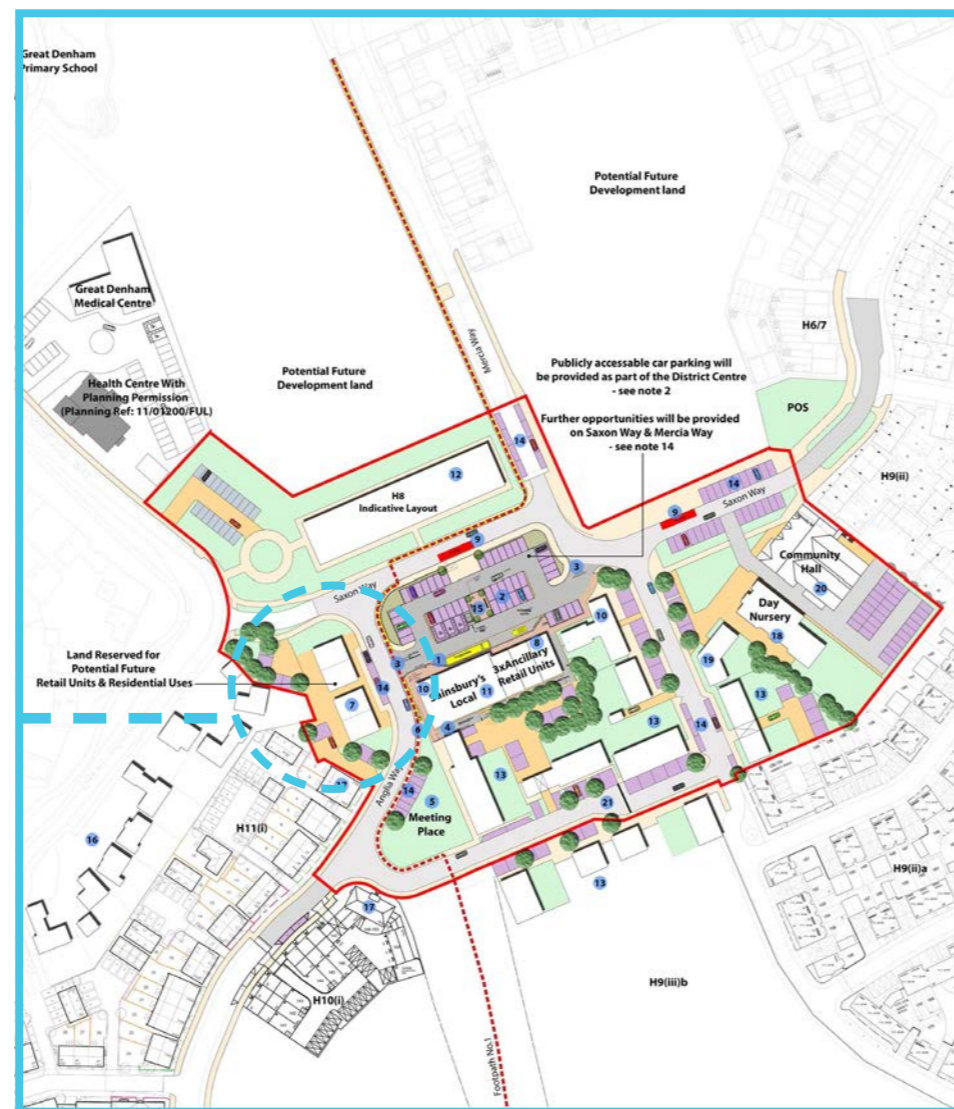 Great Denham
Primary School
Potential Future
Development land
Great Denham
Medical Centre
Mercia Way
H6/7
Potential Future
Development land
Publicly accessable car parking will
be provided as part of the District Centre
- see note 2
Health Centre With
Planning Permission
(Planning Ref: 11/01200/FUL)
POS
Further opportunities will be provided
on Saxon Way & Mercia Way
- see note 14
14
12
H9(ii)
14
Saxon Way
H8
Indicative Layout
9
9
Community
Hall
20
3
Saxon Way
2
15
Day
Nursery
18
10
8
Land Reserved for
Potential Future
Retail Units & Residential Uses
3
1
3xAncillary
Retail Units
19
14
10
Sainsbury's
Local
11
13
7
14
13
6
4
13
17
14
5
Meeting
Place
21
Anglia Way
H11(i)
16
13
H9(ii)a
17
H9(iii)b
H10(i)
Footpath No.1